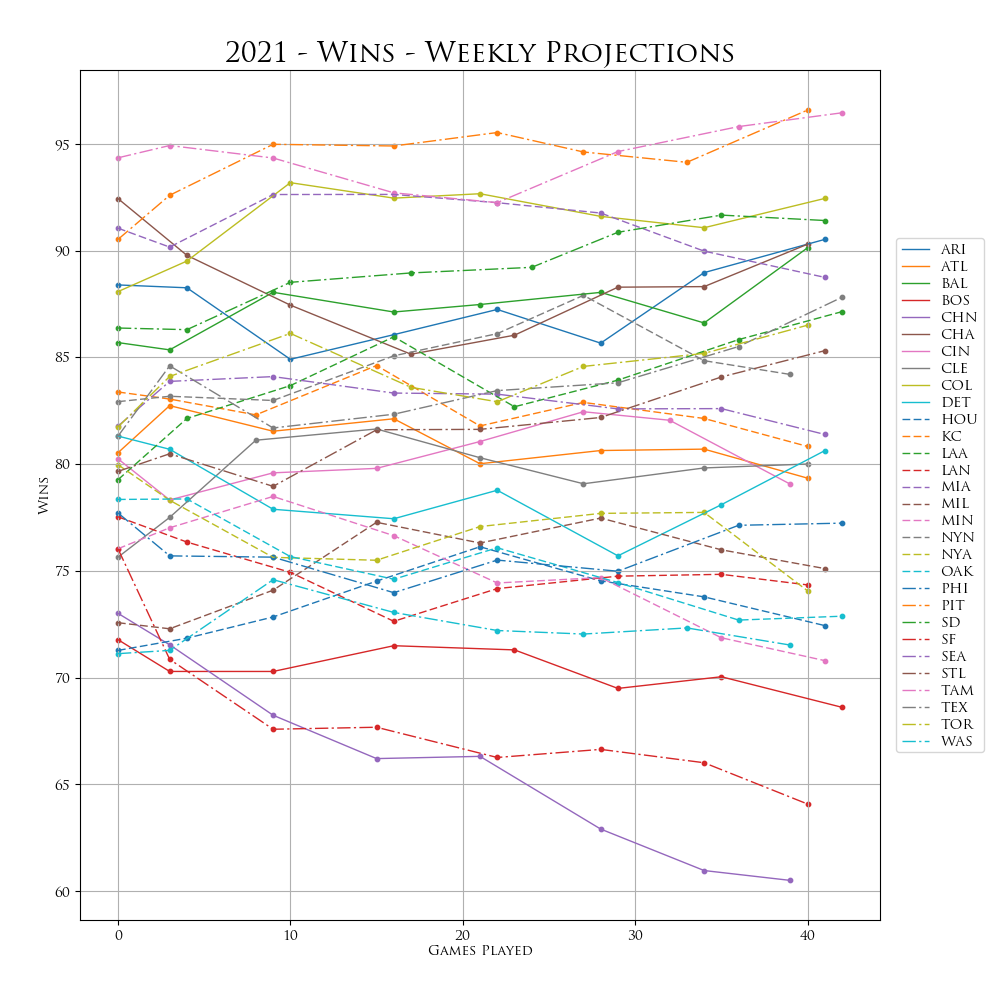 2021 - Wins - Weekly Projections
95
90
85
80
75
70
65
60
Wins
0 10 20 30 40
Games Played
ARI
ATL
BAL
BOS
CHN
CHA
CIN
CLE
COL
DET
HOU
KC
LAA
LAN
MIA
MIL
MIN
NYN
NYA
OAK
PHI
PIT
SD
SF
SEA
STL
TAM
TEX
TOR
WAS